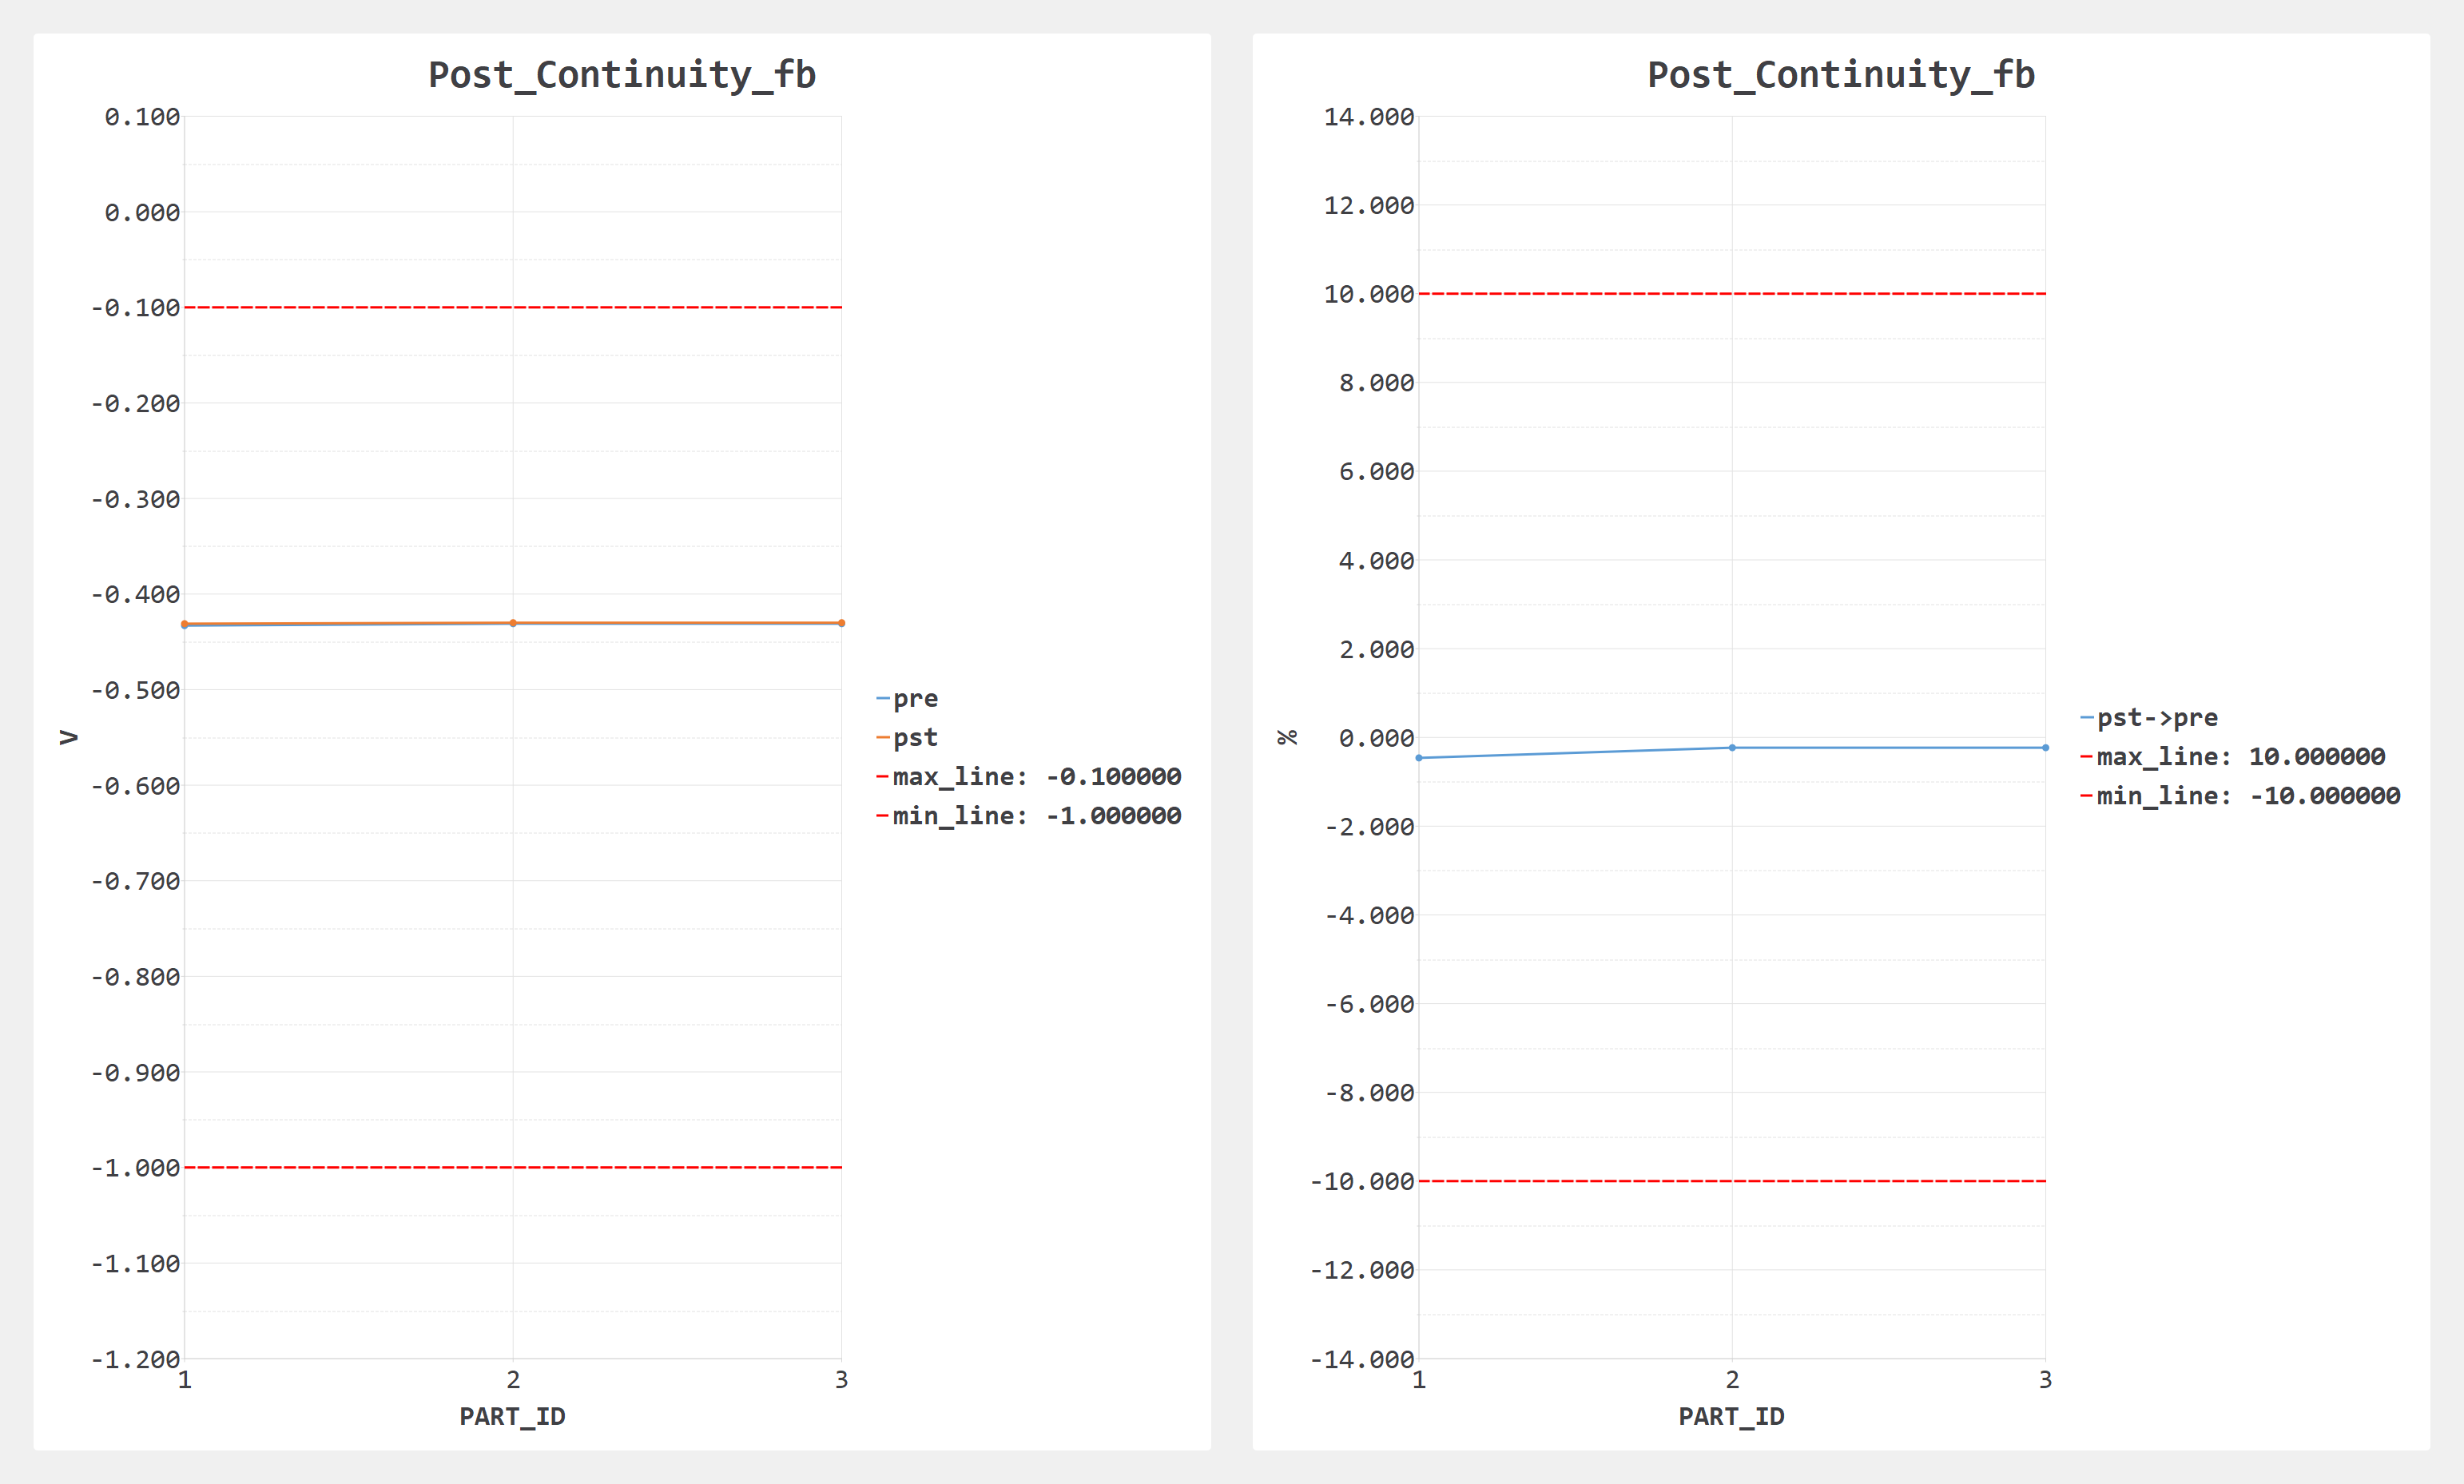 Post_Continuity_fb
0.100
0.000
-0.100
-0.200
-0.300
-0.400
-0.500
-0.600
-0.700
-0.800
-0.900
-1.000
-1.100
-1.200
V
1 2 3
PART_ID
pre
pst
max_line: -0.100000
min_line: -1.000000
Post_Continuity_fb
14.000
12.000
10.000
8.000
6.000
4.000
2.000
0.000
-2.000
-4.000
-6.000
-8.000
-10.000
-12.000
-14.000
%
1 2 3
PART_ID
pst->pre
max_line: 10.000000
min_line: -10.000000